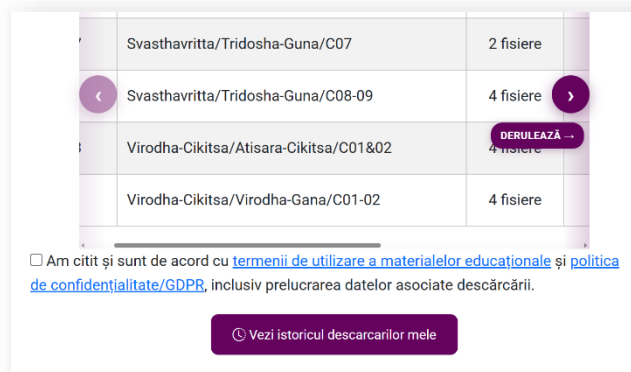 Svasthavritta/Tridosha-Guna/C07 2 fisiere
Svasthavritta/Tridosha-Guna/C08-09 4 fisiere
DERULEAZĂ →
Virodha-Cikitsa/Atisara-Cikitsa/C01&02 4 fisiere
Virodha-Cikitsa/Virodha-Gana/C01-02 4 fisiere
Am citit și sunt de acord cu termenii de utilizare a materialelor educaționale și politica
de confidențialitate/GDPR, inclusiv prelucrarea datelor asociate descărcării.
Vezi istoricul descarcarilor mele